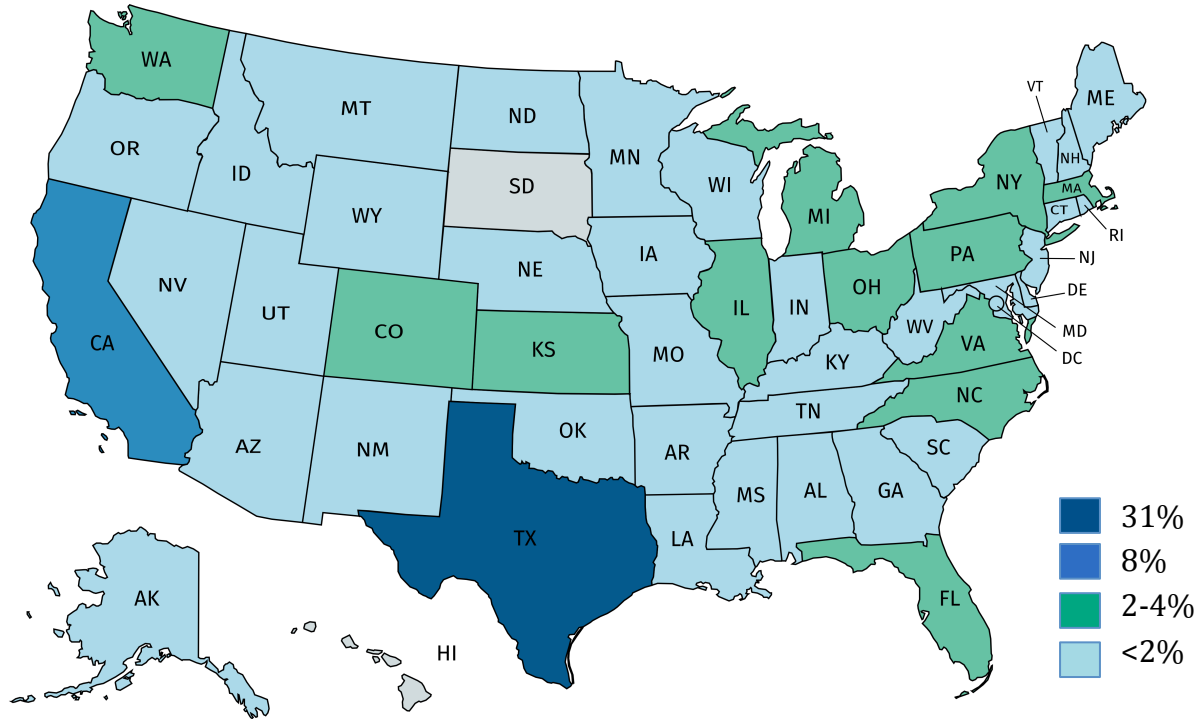 WA
MT
ND
MN
OR
ID
SD
WI
WY
MI
NY
VT
NH
ME
MA
CT
RI
IA
NE
PA
NJ
NV
UT
CO
IL
IN
OH
DE
MD
DC
WV
VA
CA
KS
MO
KY
NC
TN
AZ
NM
OK
AR
SC
MS
AL
GA
TX
LA
FL
AK
HI
31%
8%
2-4%
<2%